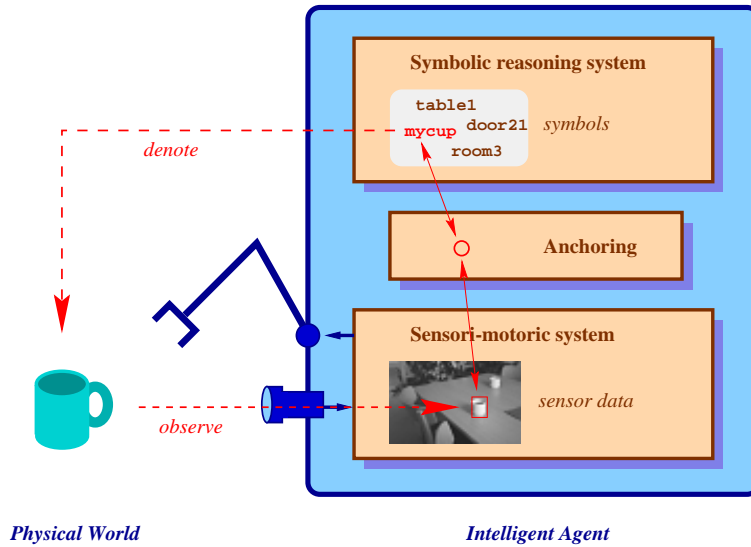 Symbolic reasoning system
table1
mycup door21
room3
symbols
denote
Anchoring
Sensori-motoric system
sensor data
observe
Physical World
Intelligent Agent